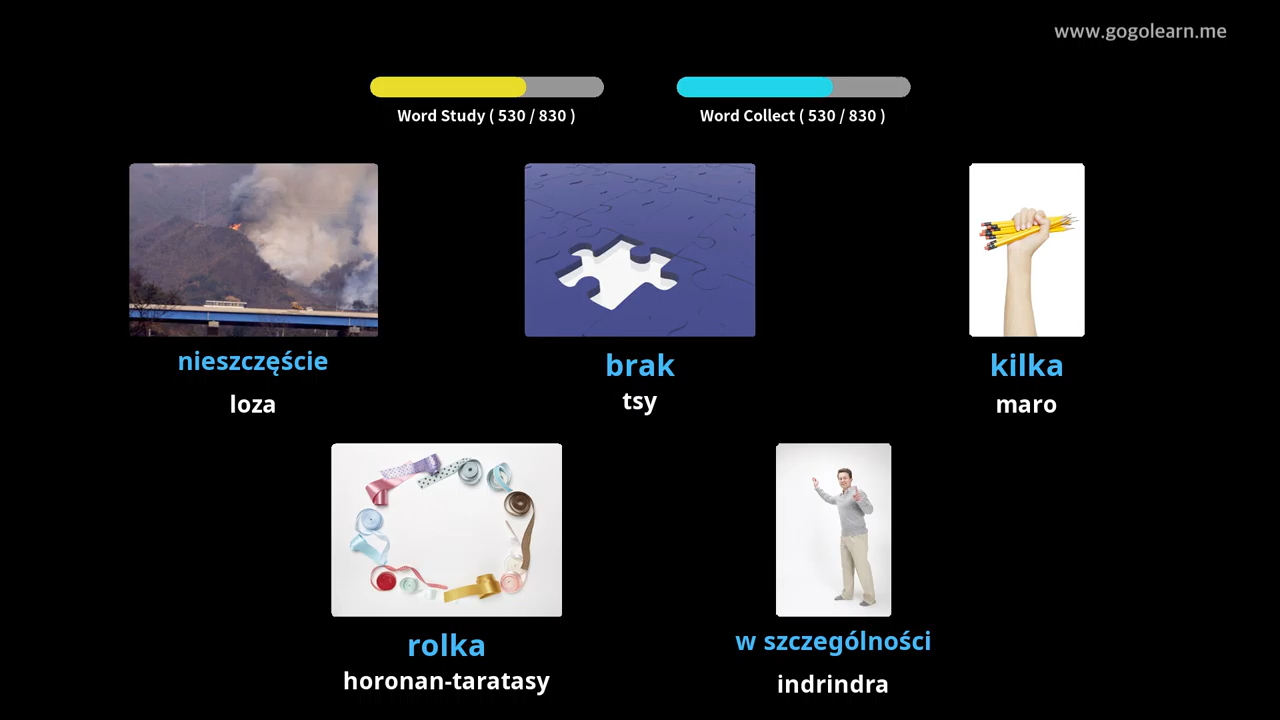 www.gogolearn.me
Word Study ( 530 / 830 )
Word Collect ( 530 / 830 )
nieszczęście
loza
brak
tsy
kilka
maro
rolka
horonan-taratasy
w szczególności
indrindra